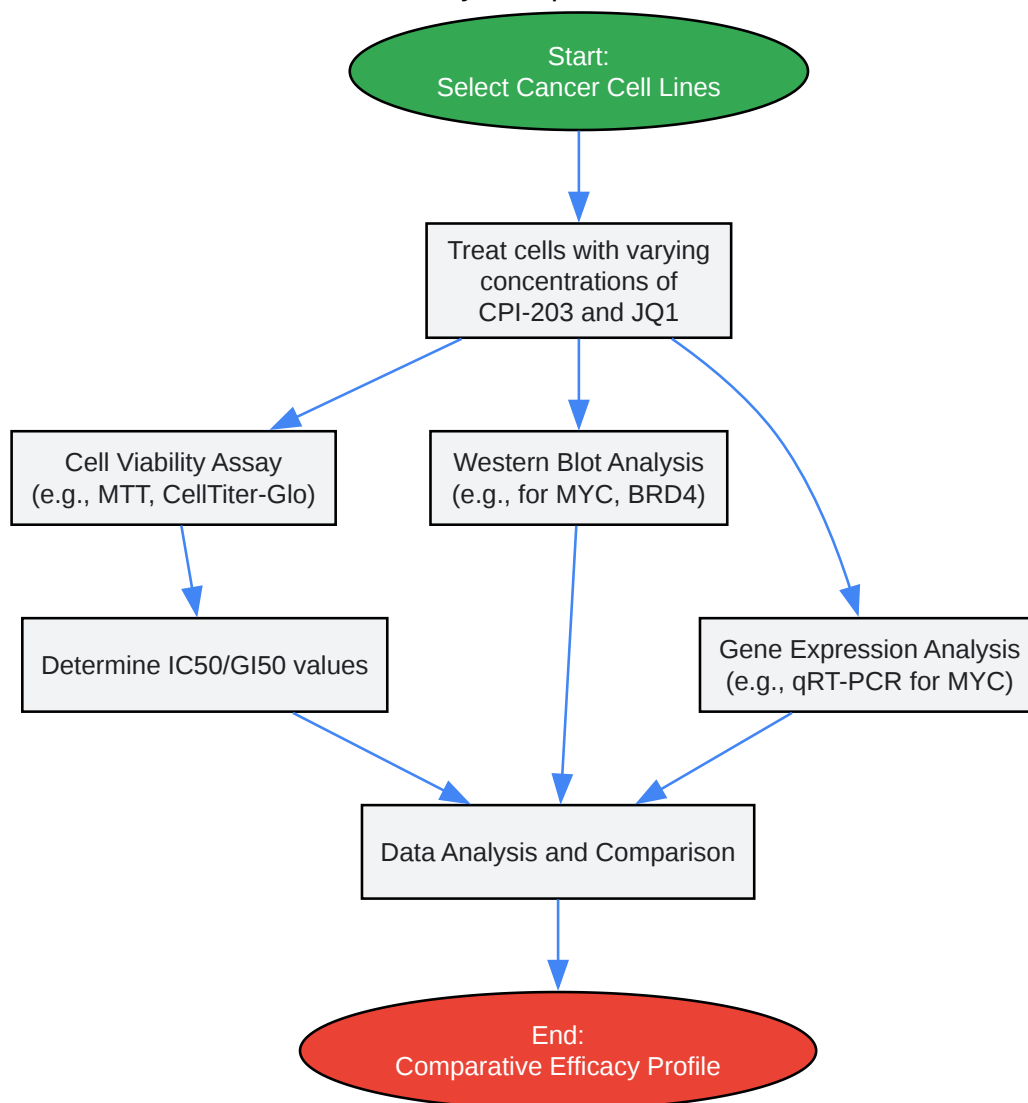 Start:
Select Cancer Cell Lines
Treat cells with varying
concentrations of
CPI-203 and JQ1
Cell Viability Assay
(e.g., MTT, CellTiter-Glo)
Western Blot Analysis
(e.g., for MYC, BRD4)
Determine IC50/GI50 values
Gene Expression Analysis
(e.g., qRT-PCR for MYC)
Data Analysis and Comparison
End:
Comparative Efficacy Profile